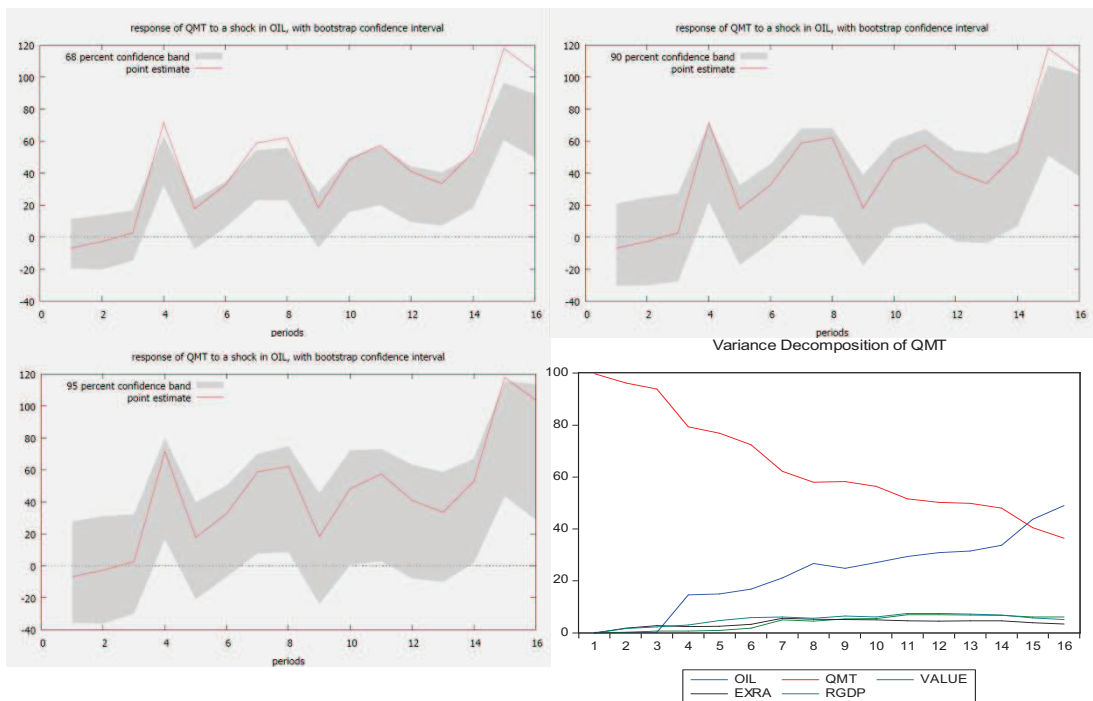 response of QMT to a shock in OIL, with bootstrap confidence interval
120
100
80
60
40
20
0
-20
-40
68 percent confidence band
point estimate
0 2 4 6 8 10 12 14 16
periods
response of QMT to a shock in OIL, with bootstrap confidence interval
120
100
80
60
40
20
0
-20
-40
90 percent confidence band
point estimate
0 2 4 6 8 10 12 14 16
periods
response of QMT to a shock in OIL, with bootstrap confidence interval
120
100
80
60
40
20
0
-20
-40
95 percent confidence band
point estimate
0 2 4 6 8 10 12 14 16
periods
Variance Decomposition of QMT
100
80
60
40
20
0
1 2 3 4 5 6 7 8 9 10 11 12 13 14 15 16
OIL QMT VALUE
EXRA RGDP